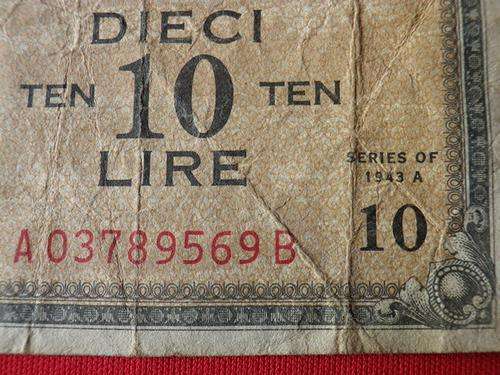 DIECI
TEN 10 TEN
LIRE
SERIES OF
1943 A
10
A 03789569 B